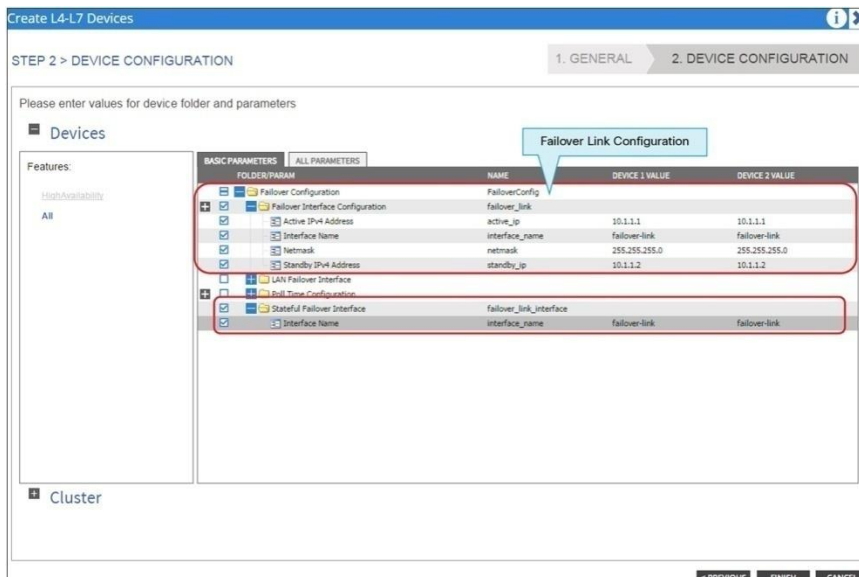 Create L4-L7 Devices
STEP 2 > DEVICE CONFIGURATION
1. GENERAL
2. DEVICE CONFIGURATION
Please enter values for device folder and parameters
Devices
Features:
HighAvailability
All
Failover Link Configuration
BASIC PARAMETERS ALL PARAMETERS
FOLDER/PARAM NAME DEVICE 1 VALUE DEVICE 2 VALUE
Failover Configuration FailoverConfig
Failover Interface Configuration failover_link
Active IPv4 Address active_ip 10.1.1.1 10.1.1.1
Interface Name interface_name failover-link failover-link
Netmask netmask 255.255.255.0 255.255.255.0
Standby IPv4 Address standby_ip 10.1.1.2 10.1.1.2
LAN Failover Interface
Poll Time Configuration
Stateful Failover Interface failover_link_interface
Interface Name interface_name failover-link failover-link
Cluster
< PREVIOUS FINISH CANCEL